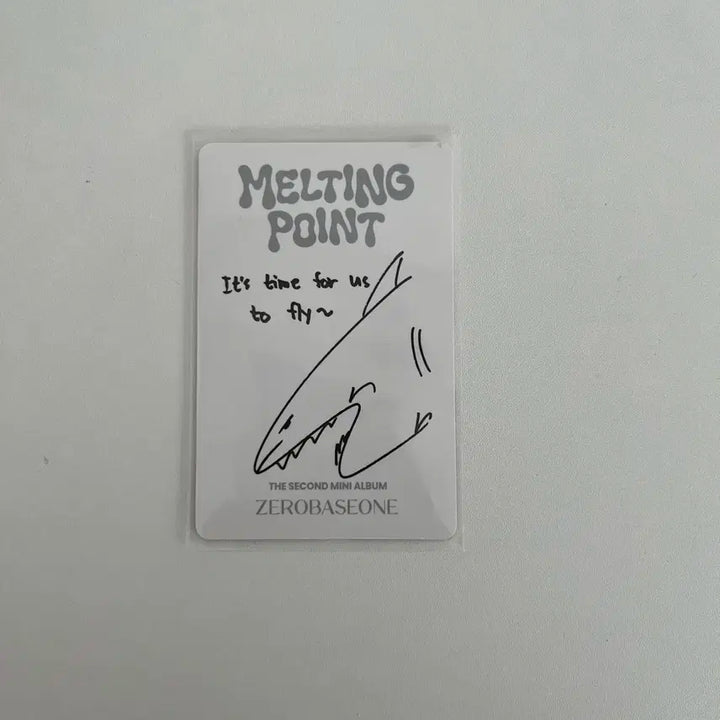 MELTING
POINT
It's time for us
to fly~
THE SECOND MINI ALBUM
ZEROBASEONE